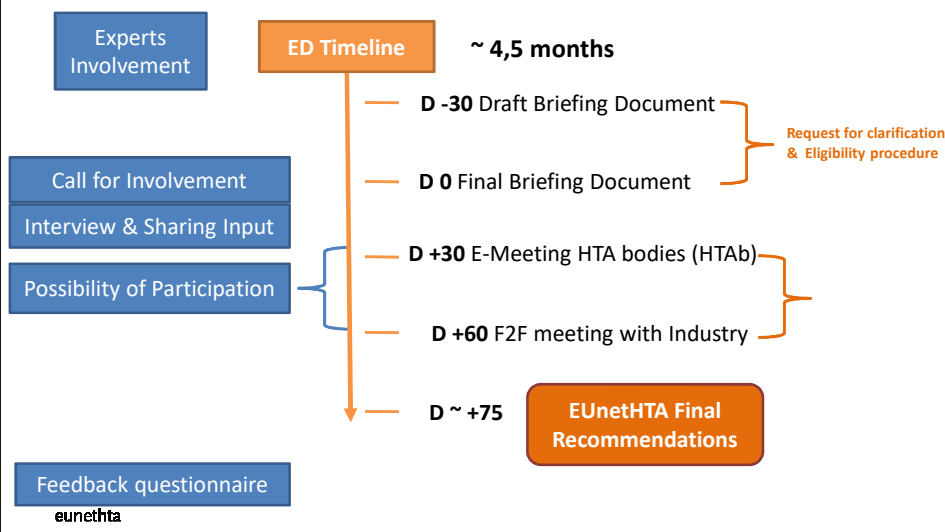 Experts
Involvement
ED Timeline
~ 4,5 months
D -30 Draft Briefing Document
Request for clarification
& Eligibility procedure
Call for Involvement
D 0 Final Briefing Document
Interview & Sharing Input
D +30 E-Meeting HTA bodies (HTAb)
Possibility of Participation
D +60 F2F meeting with Industry
D ~ +75
EUnetHTA Final
Recommendations
Feedback questionnaire
eunethta